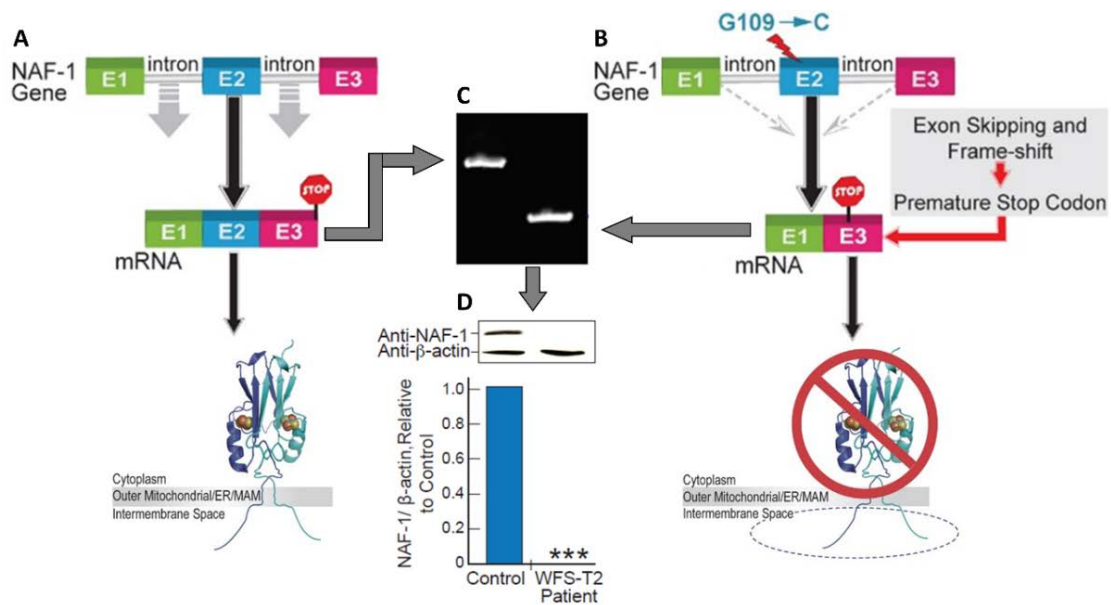 A
NAF-1
Gene
E1
intron
E2
intron
E3
STOP
E1
E2
E3
mRNA
Cytoplasm
Outer Mitochondrial/ER/MAM
Intermembrane Space
C
D
Anti-NAF-1
Anti-β-actin
NAF-1/ β-actin,Relative
to Control
1.0
0.8
0.6
0.4
0.2
0
***
Control
WFS-T2
Patient
B
G109→C
NAF-1
Gene
E1
intron
E2
intron
E3
Exon Skipping and
Frame-shift
Premature Stop Codon
STOP
E1
E3
mRNA
Cytoplasm
Outer Mitochondrial/ER/MAM
Intermembrane Space